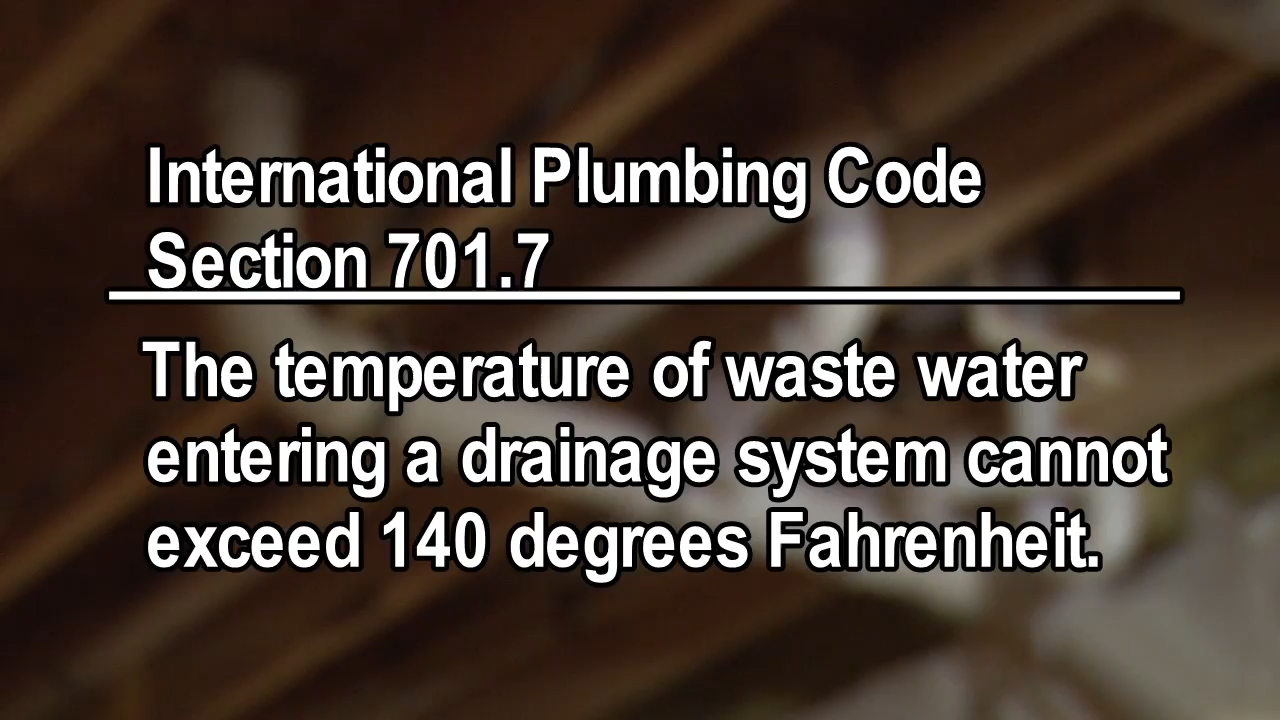 International Plumbing Code
Section 701.7
The temperature of waste water
entering a drainage system cannot
exceed 140 degrees Fahrenheit.